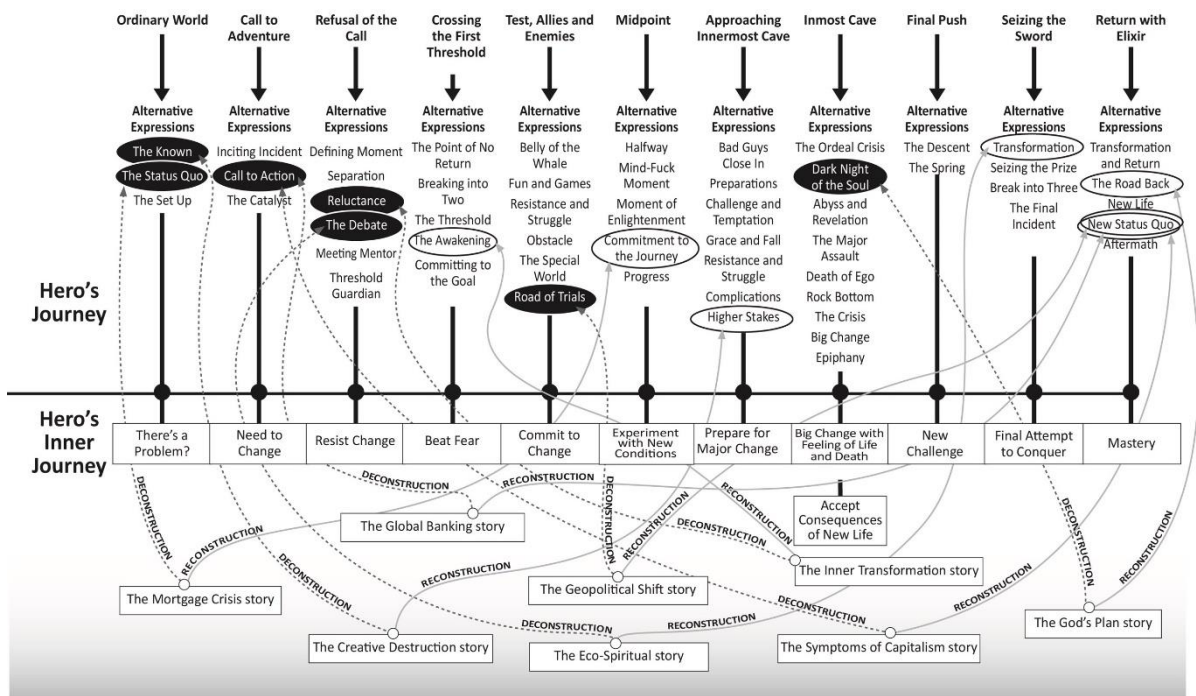 Ordinary World
Call to
Adventure
Refusal of
the Call
Crossing
the First
Threshold
Test, Allies and
Enemies
Midpoint
Approaching
Innermost Cave
Inmost Cave
Final Push
Seizing the
Sword
Return with
Elixir
Alternative
Expressions
The Known
The Status Quo
The Set Up
Alternative
Expressions
Inciting Incident
Call to Action
The Catalyst
Alternative
Expressions
Defining Moment
Separation
Reluctance
The Debate
Meeting Mentor
Threshold
Guardian
Alternative
Expressions
The Point of No
Return
Breaking into
Two
The Threshold
The Awakening
Committing to
the Goal
Alternative
Expressions
Belly of the
Whale
Fun and Games
Resistance and
Struggle
Obstacle
The Special
World
Road of Trials
Alternative
Expressions
Halfway
Mind-Fuck
Moment
Moment of
Enlightenment
Commitment to
the Journey
Progress
Alternative
Expressions
Bad Guys
Close In
Preparations
Challenge and
Temptation
Grace and Fall
Resistance and
Struggle
Complications
Higher Stakes
Alternative
Expressions
The Ordeal Crisis
Dark Night
of the Soul
Abyss and
Revelation
The Major
Assault
Death of Ego
Rock Bottom
The Crisis
Big Change
Epiphany
Alternative
Expressions
The Descent
The Spring
Alternative
Expressions
Transformation
Seizing the Prize
Break into Three
The Final
Incident
Alternative
Expressions
Transformation
and Return
The Road Back
New Life
New Status Quo
Aftermath
Hero's
Journey
Hero's
Inner
Journey
There's a
Problem?
Need to
Change
Resist Change
Beat Fear
Commit to
Change
Experiment
with New
Conditions
Prepare for
Major Change
Big Change with
Feeling of Life
and Death
New
Challenge
Final Attempt
to Conquer
Mastery
Accept
Consequences
of New Life
DECONSTRUCTION
RECONSTRUCTION
The Mortgage Crisis story
DECONSTRUCTION
RECONSTRUCTION
The Global Banking story
DECONSTRUCTION
RECONSTRUCTION
The Creative Destruction story
DECONSTRUCTION
RECONSTRUCTION
The Geopolitical Shift story
DECONSTRUCTION
RECONSTRUCTION
The Eco-Spiritual story
DECONSTRUCTION
RECONSTRUCTION
The Inner Transformation story
DECONSTRUCTION
RECONSTRUCTION
The Symptoms of Capitalism story
DECONSTRUCTION
RECONSTRUCTION
The God's Plan story